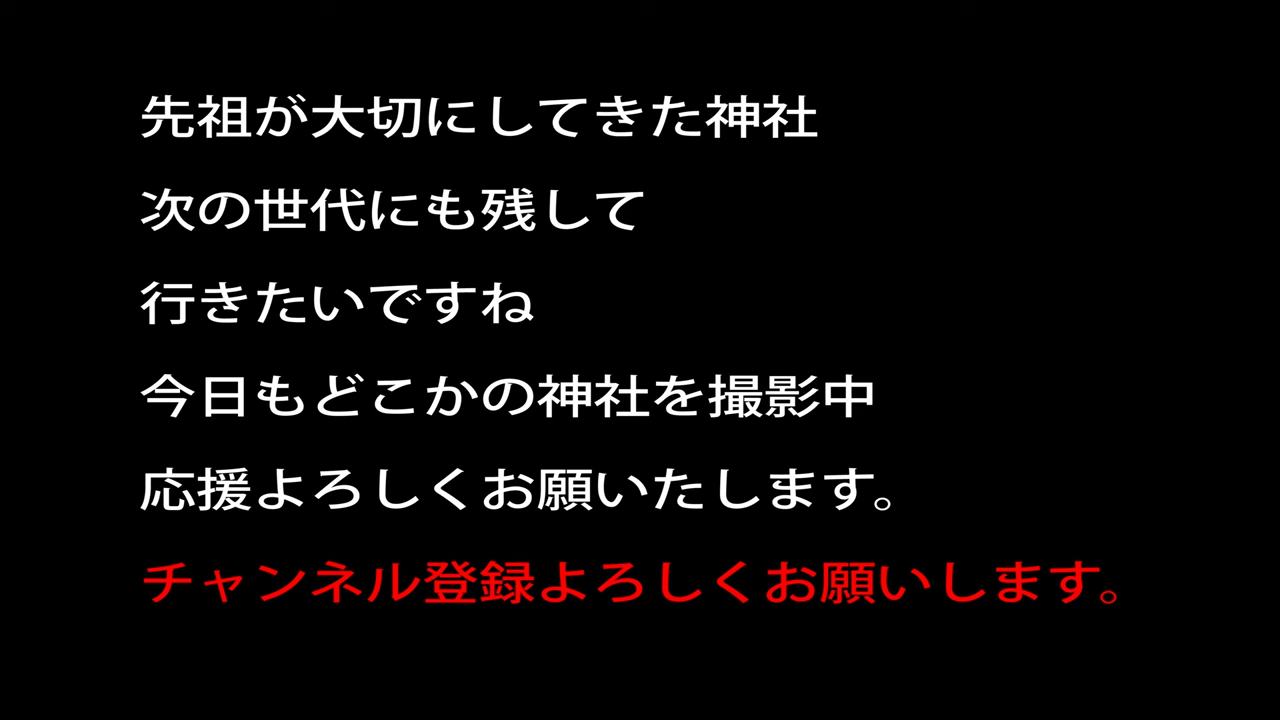 先祖が大切にしてきた神社
次の世代にも残して
行きたいですね
今日もどこかの神社を撮影中
応援よろしくお願いたします。
チャンネル登録よろしくお願いします。